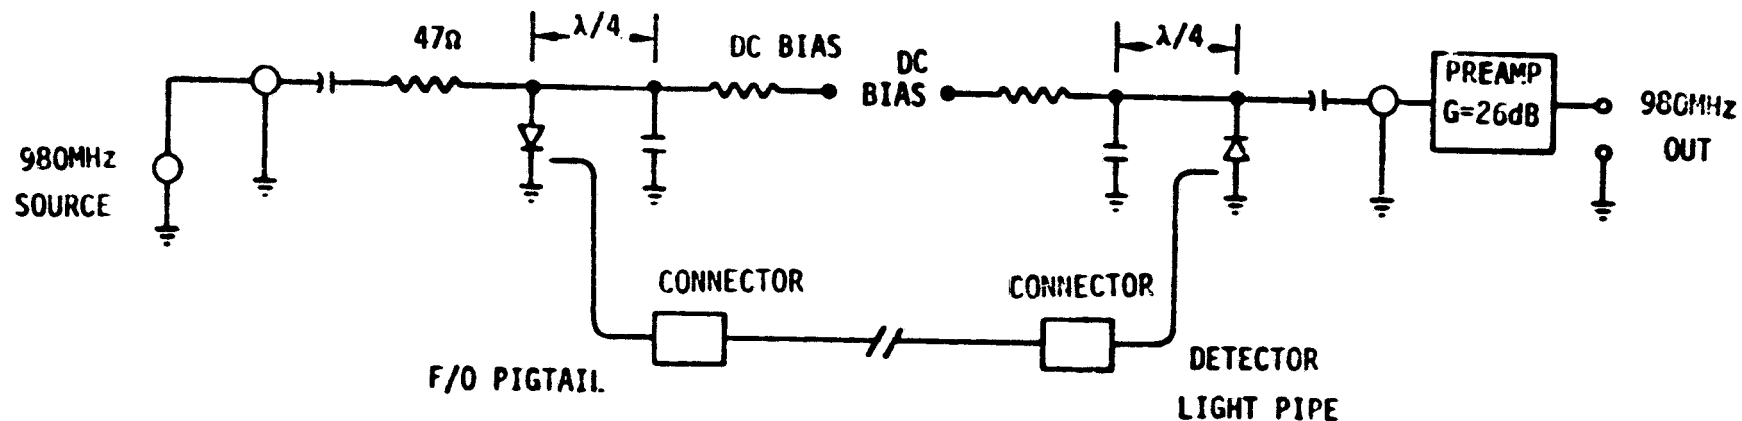 47Ω
λ/4
DC BIAS
DC
BIAS
λ/4
PREAMP
G=26dB
980MHz
OUT
980MHz
SOURCE
CONNECTOR
CONNECTOR
F/O PIGTAIL
DETECTOR
LIGHT PIPE